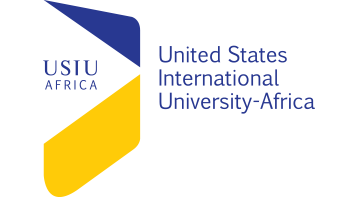 USIU
AFRICA
United States
International
University-Africa